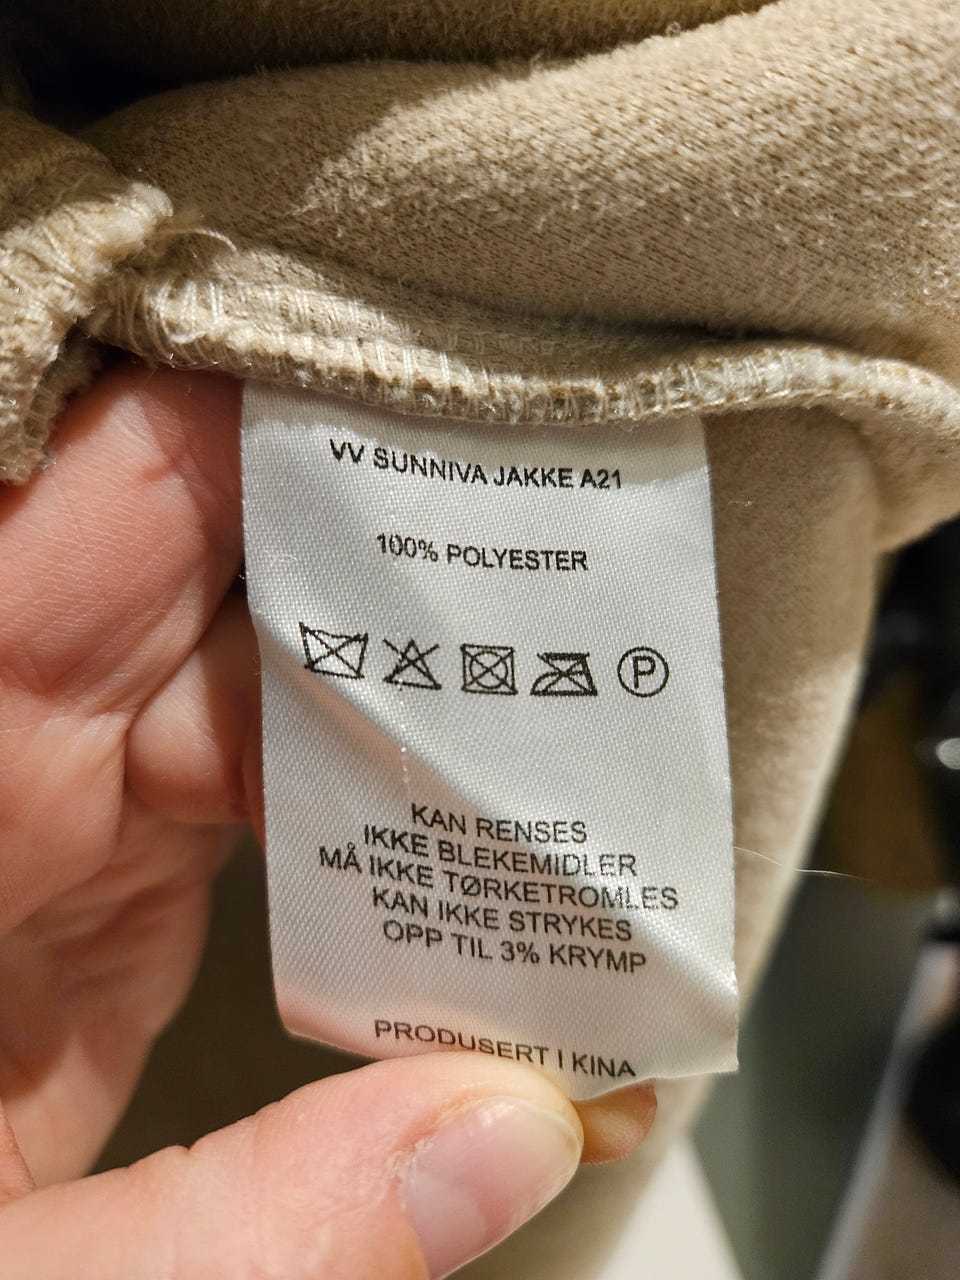 VV SUNNIVA JAKKE A21
100% POLYESTER
P
KAN RENSES
IKKE BLEKEMIDLER
MÅ IKKE TØRKETROMLES
KAN IKKE STRYKES
OPP TIL 3% KRYMP
PRODUSERT I KINA